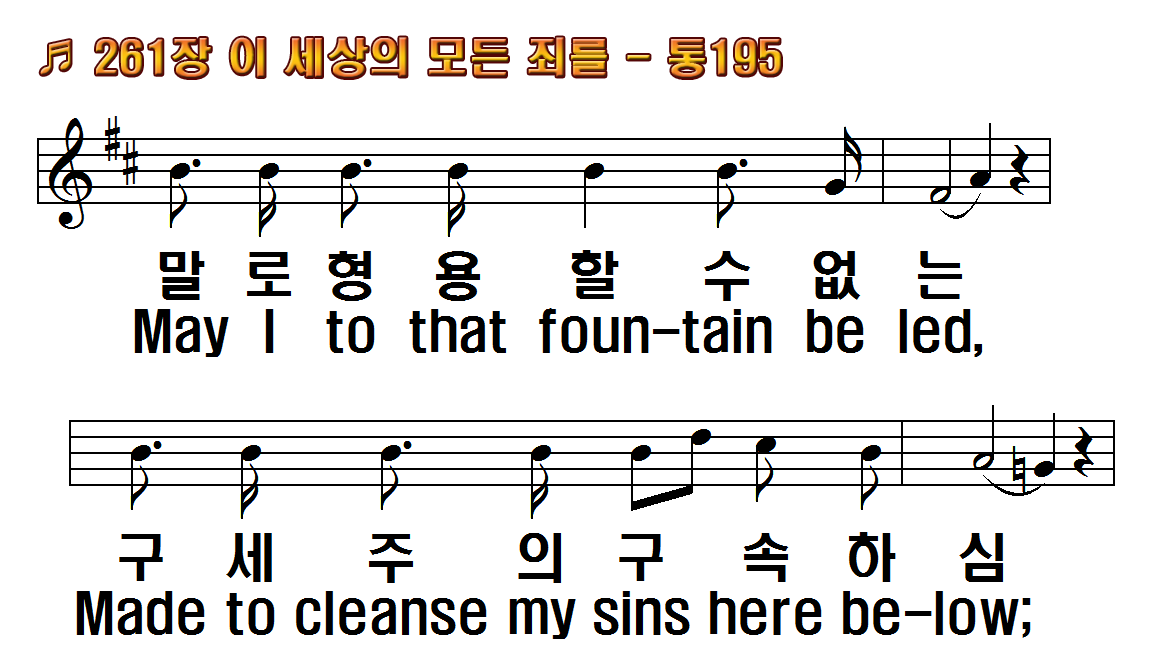 ♬ 261장 이 세상의 모든 죄를 - 통195
말 로 형 용 할 수 없 는
May I to that foun-tain be led,
구 세 주 의 구 속 하 심
Made to cleanse my sins here be-low;